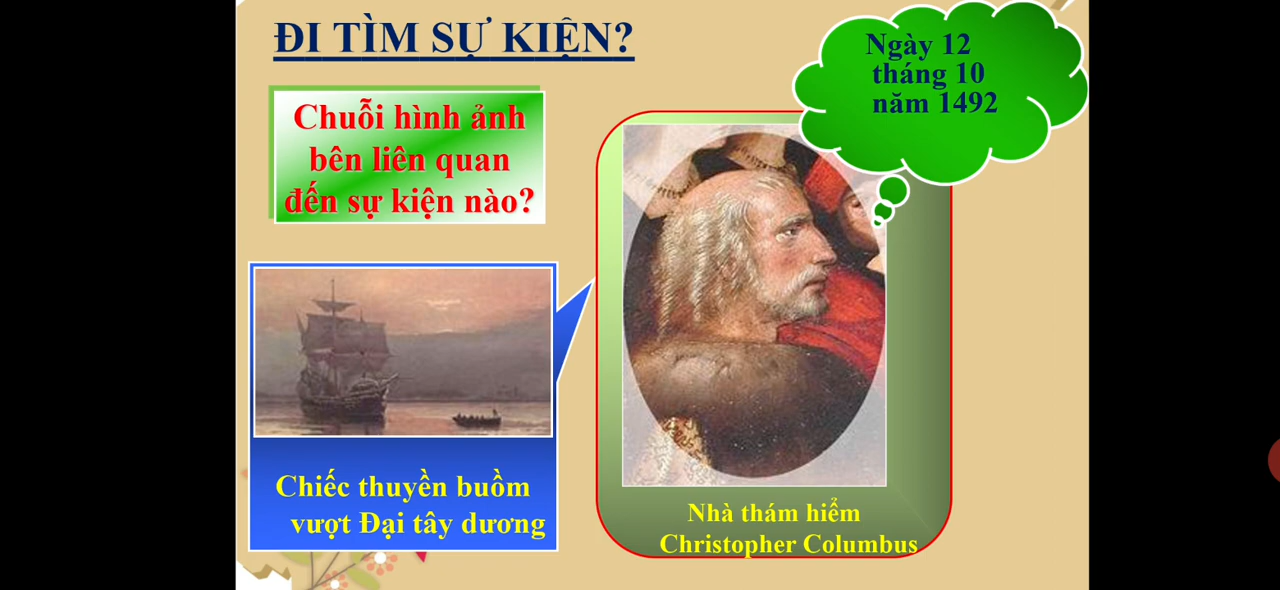 ĐI TÌM SỰ KIỆN?
Ngày 12
tháng 10
năm 1492
Chuỗi hình ảnh
bên liên quan
đến sự kiện nào?
Chiếc thuyền buồm
vượt Đại tây dương
Nhà thám hiểm
Christopher Columbus